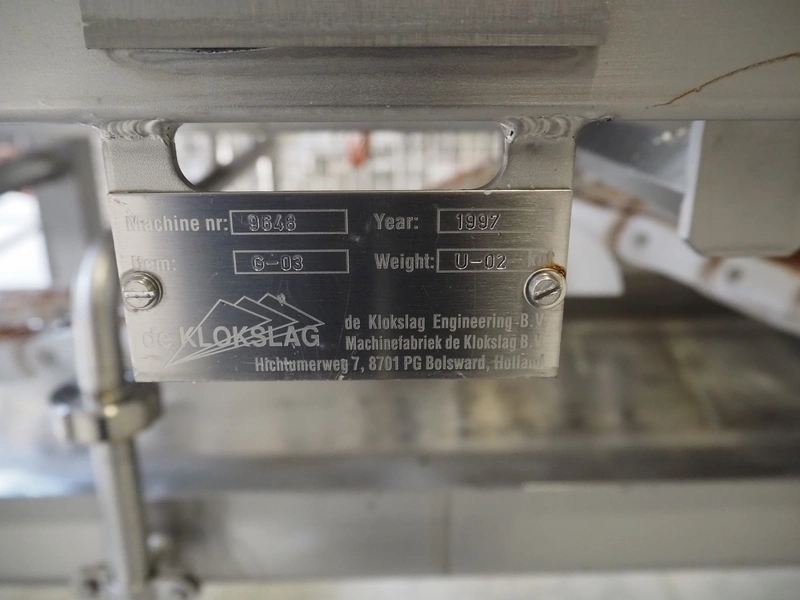 Machine nr: 9648 Year: 1997
Item: G-03 Weight: U-02 kg
de KLOKSLAG
de Klokslag Engineering B.V.
Machinefabriek de Klokslag B.V.
Hichtumerweg 7, 8701 PG Bolsward, Holland